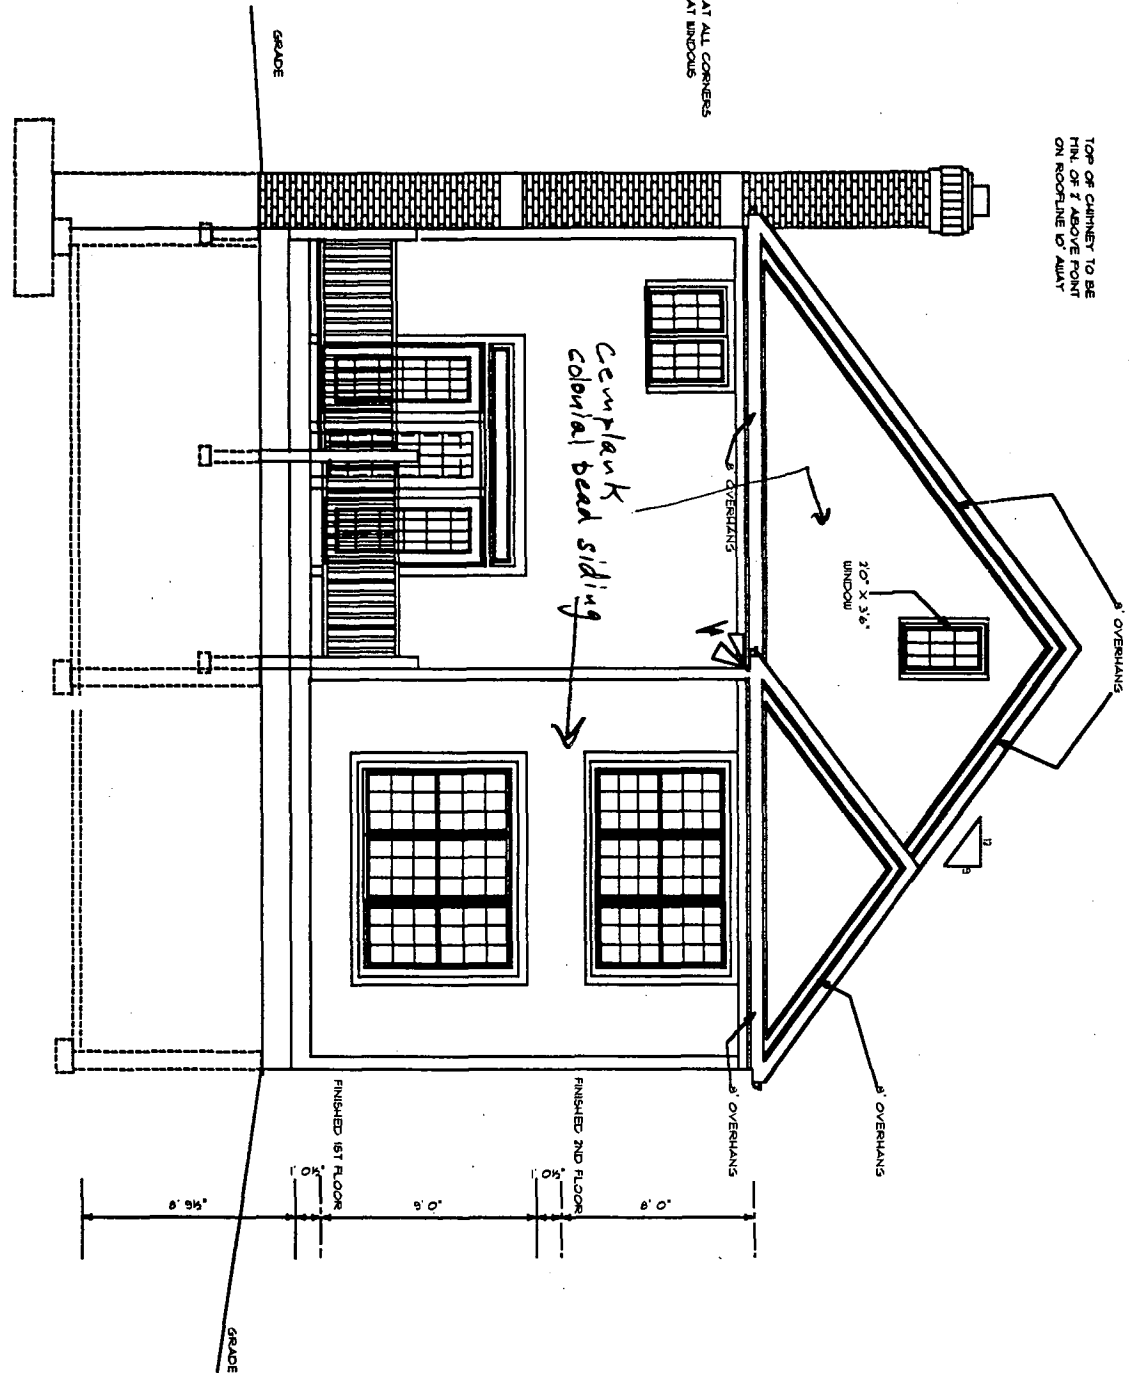 TOP OF CHIMNEY TO BE
MIN. OF 2' ABOVE POINT
ON ROOFLINE 10' AWAY
8" OVERHANG
12
9
2'0" X 3'6"
WINDOW
8" OVERHANG
8" OVERHANG
8" OVERHANG
AT ALL CORNERS
AT WINDOWS
Cemplank
colonial bead siding
8' 0"
FINISHED 2ND FLOOR
1' 0½"
9' 0"
FINISHED 1ST FLOOR
1' 0½"
8' 9½"
GRADE
GRADE